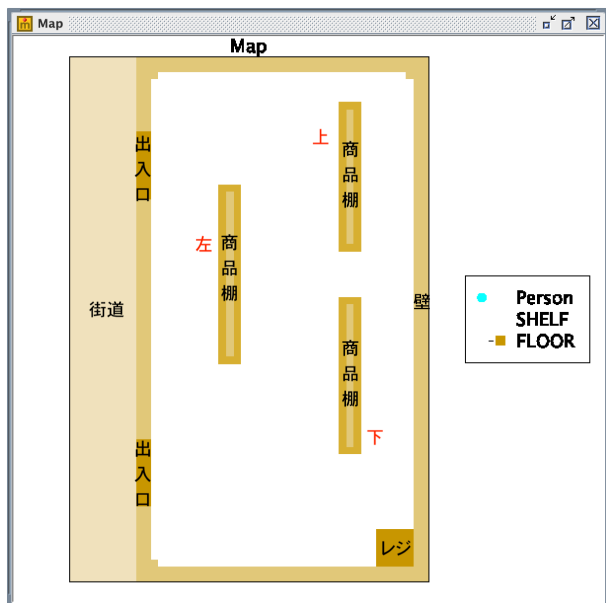 Map
Map
出入口
上
商品棚
左
商品棚
街道
壁
Person
SHELF
FLOOR
商品棚
下
出入口
レジ